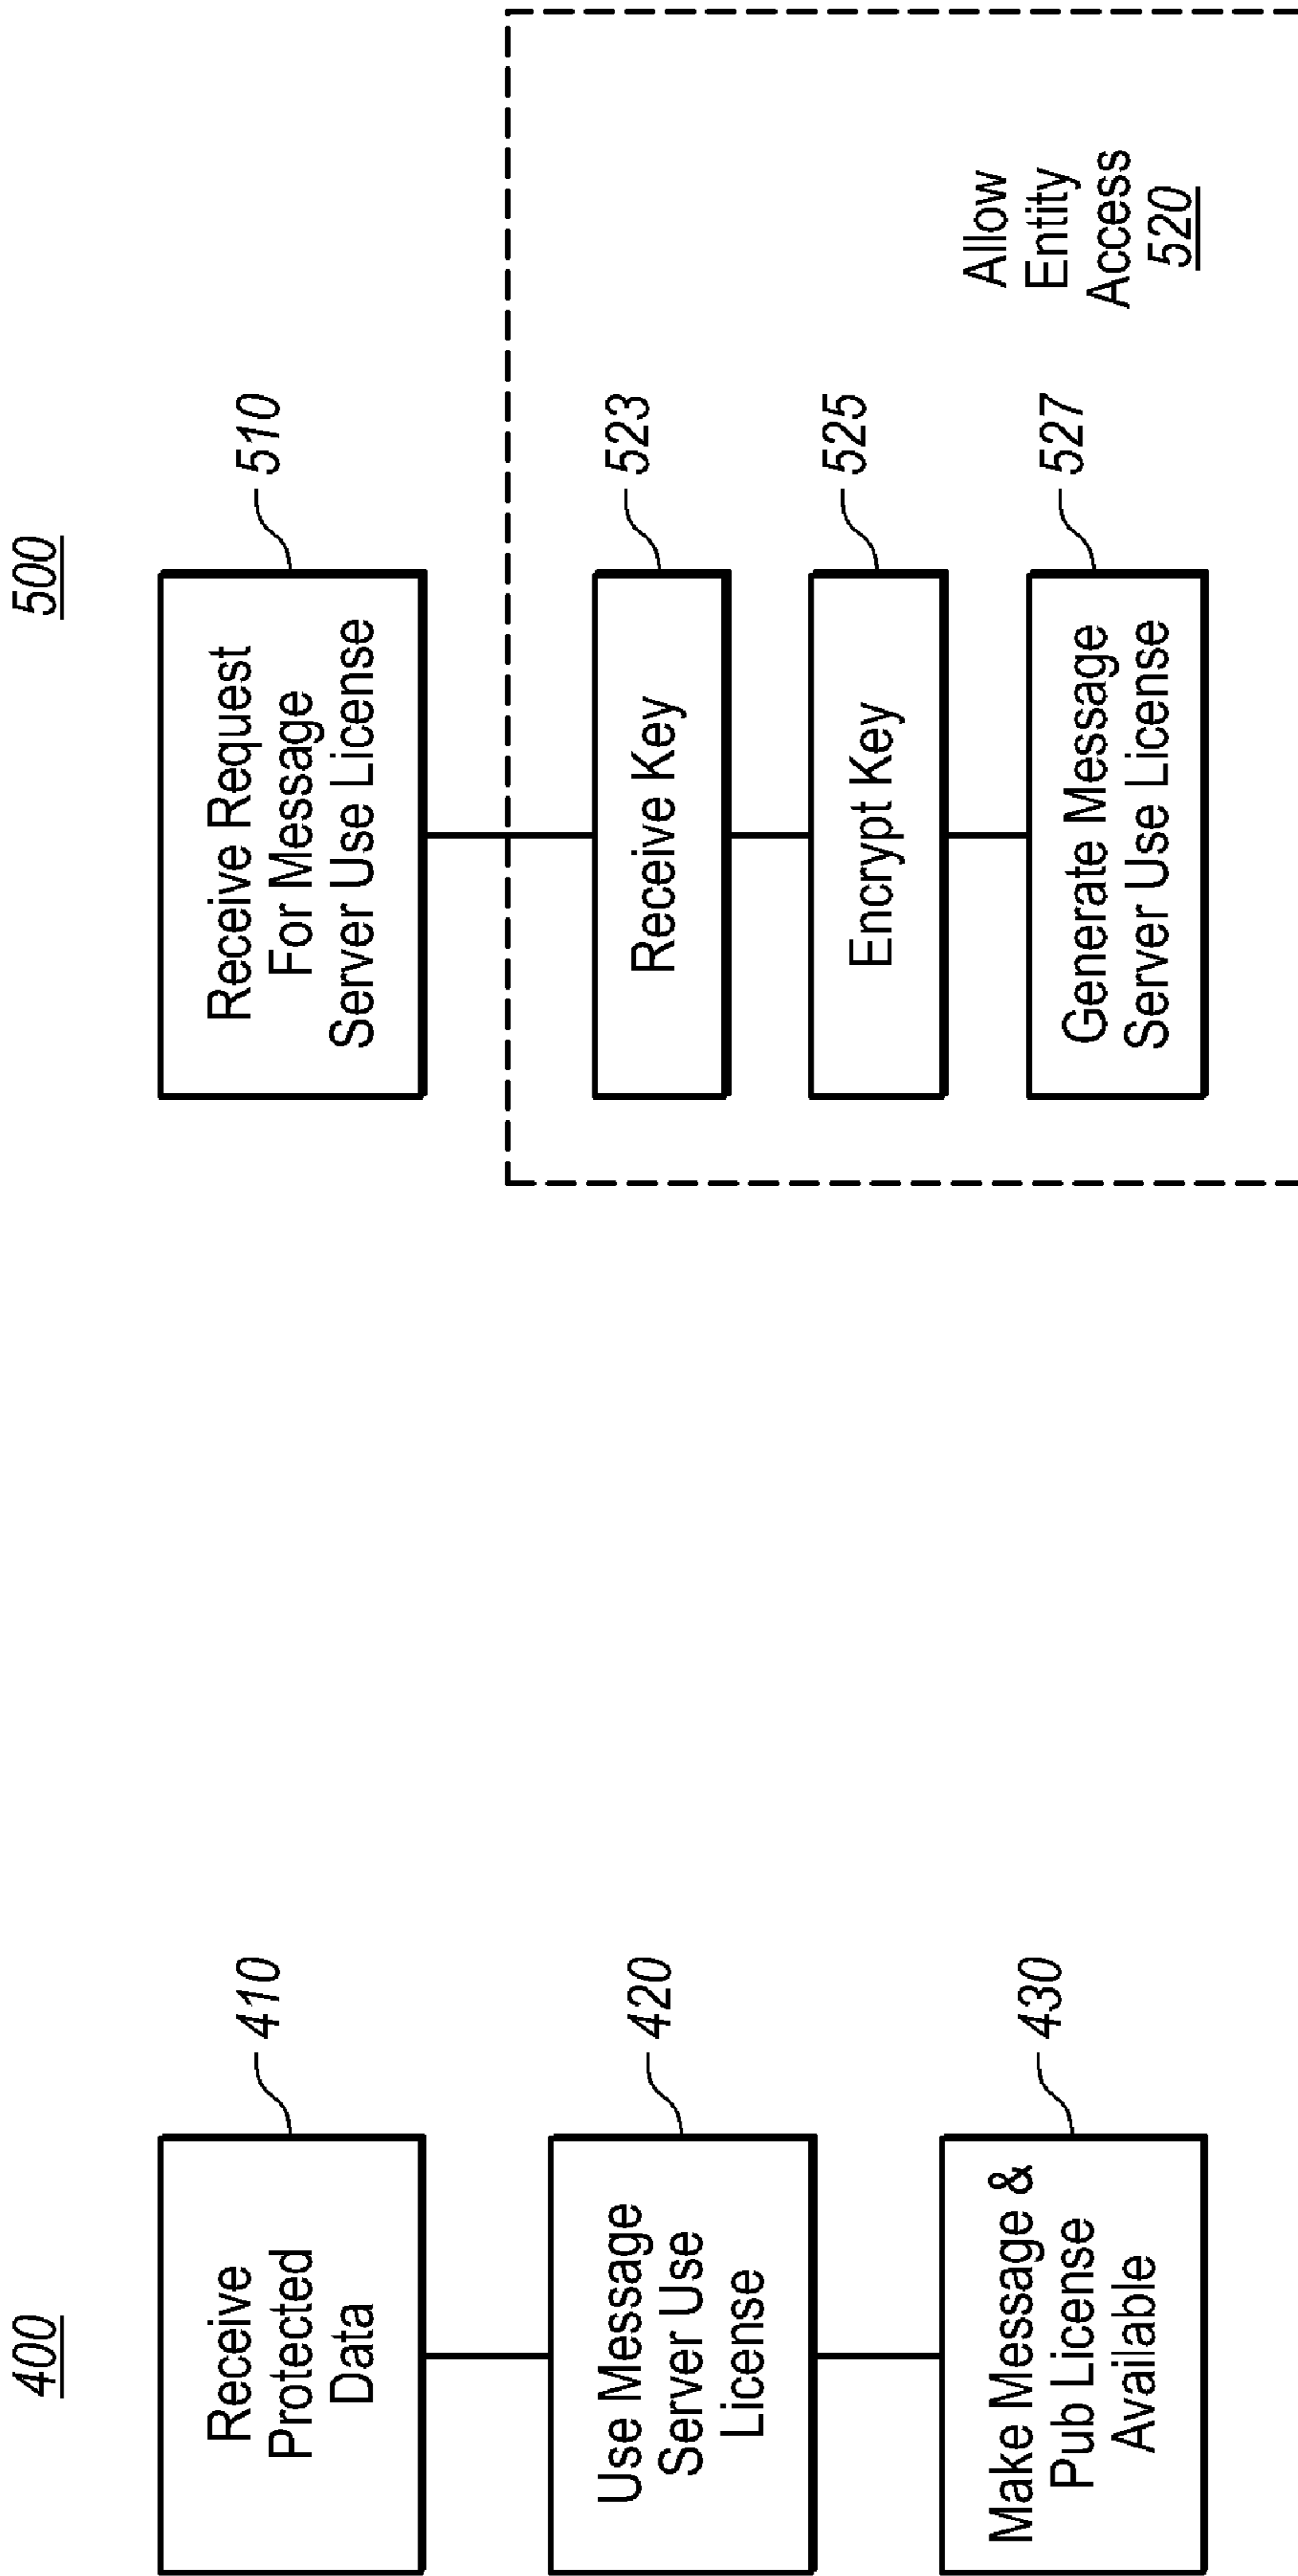 400
Receive
Protected
Data
410
Use Message
Server Use
License
420
Make Message &
Pub License
Available
430
500
Receive Request
For Message
Server Use License
510
Receive Key
523
Encrypt Key
525
Generate Message
Server Use License
527
Allow
Entity
Access
520